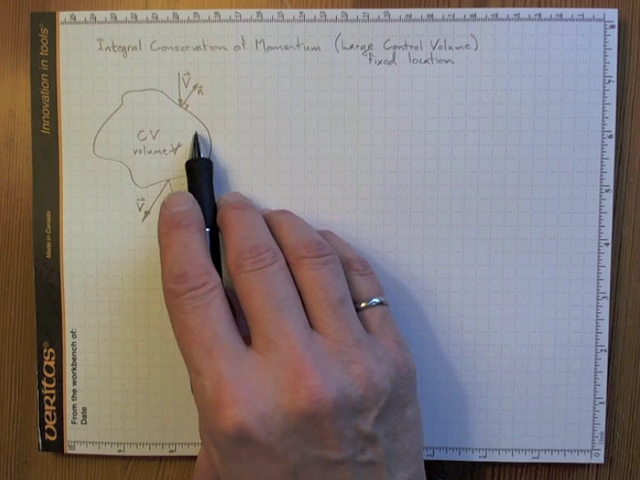 Integral Conservation of Momentum (Large Control Volume)
fixed location
V
n
CV
volume V
V
Innovation in tools
Made in Canada
veritas
From the workbench of:
Date